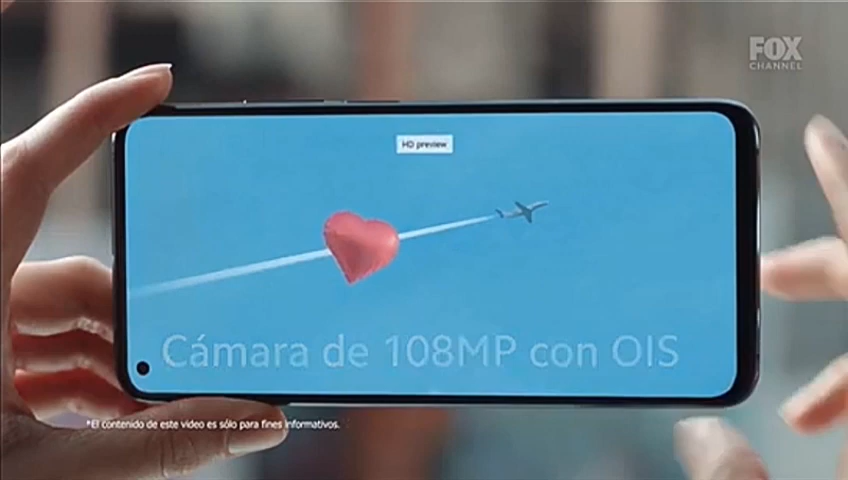 FOX
CHANNEL
HD preview
Cámara de 108MP con OIS
*El contenido de este video es sólo para fines informativos.